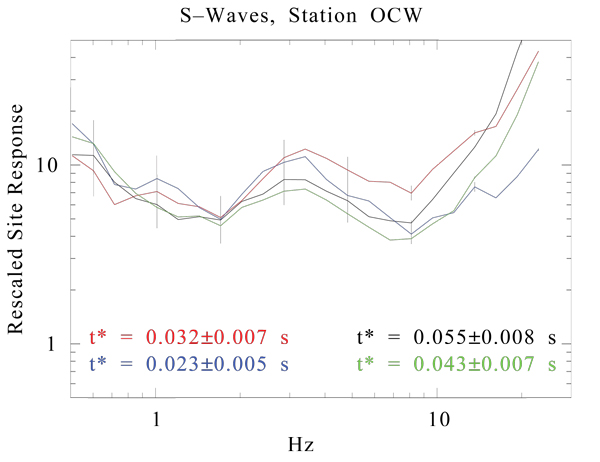 S–Waves, Station OCW
Rescaled Site Response
10
1
t* = 0.032±0.007 s
t* = 0.055±0.008 s
t* = 0.023±0.005 s
t* = 0.043±0.007 s
1
10
Hz